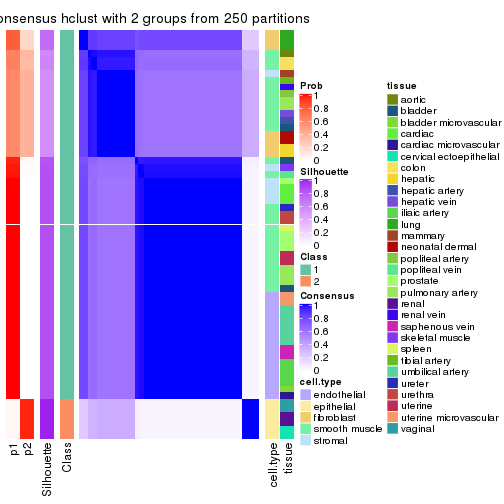 onsensus hclust with 2 groups from 250 partitions
p1
p2
Silhouette
Class
cell.type
tissue
Prob
1
0.8
0.6
0.4
0.2
0
Silhouette
1
0.8
0.6
0.4
0.2
0
Class
1
2
Consensus
1
0.8
0.6
0.4
0.2
0
cell.type
endothelial
epithelial
fibroblast
smooth muscle
stromal
tissue
aortic
bladder
bladder microvascular
cardiac
cardiac microvascular
cervical ectoepithelial
colon
hepatic
hepatic artery
hepatic vein
iliac artery
lung
mammary
neonatal dermal
popliteal artery
popliteal vein
prostate
pulmonary artery
renal
renal vein
saphenous vein
skeletal muscle
spleen
tibial artery
umbilical artery
ureter
urethra
uterine
uterine microvascular
vaginal